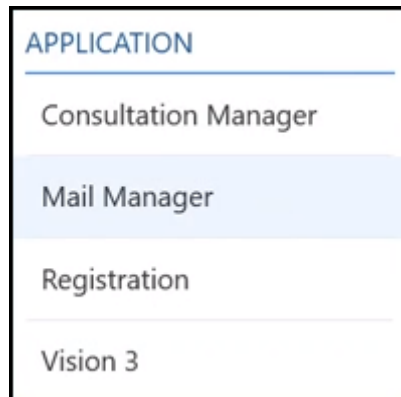 APPLICATION
Consultation Manager
Mail Manager
Registration
Vision 3